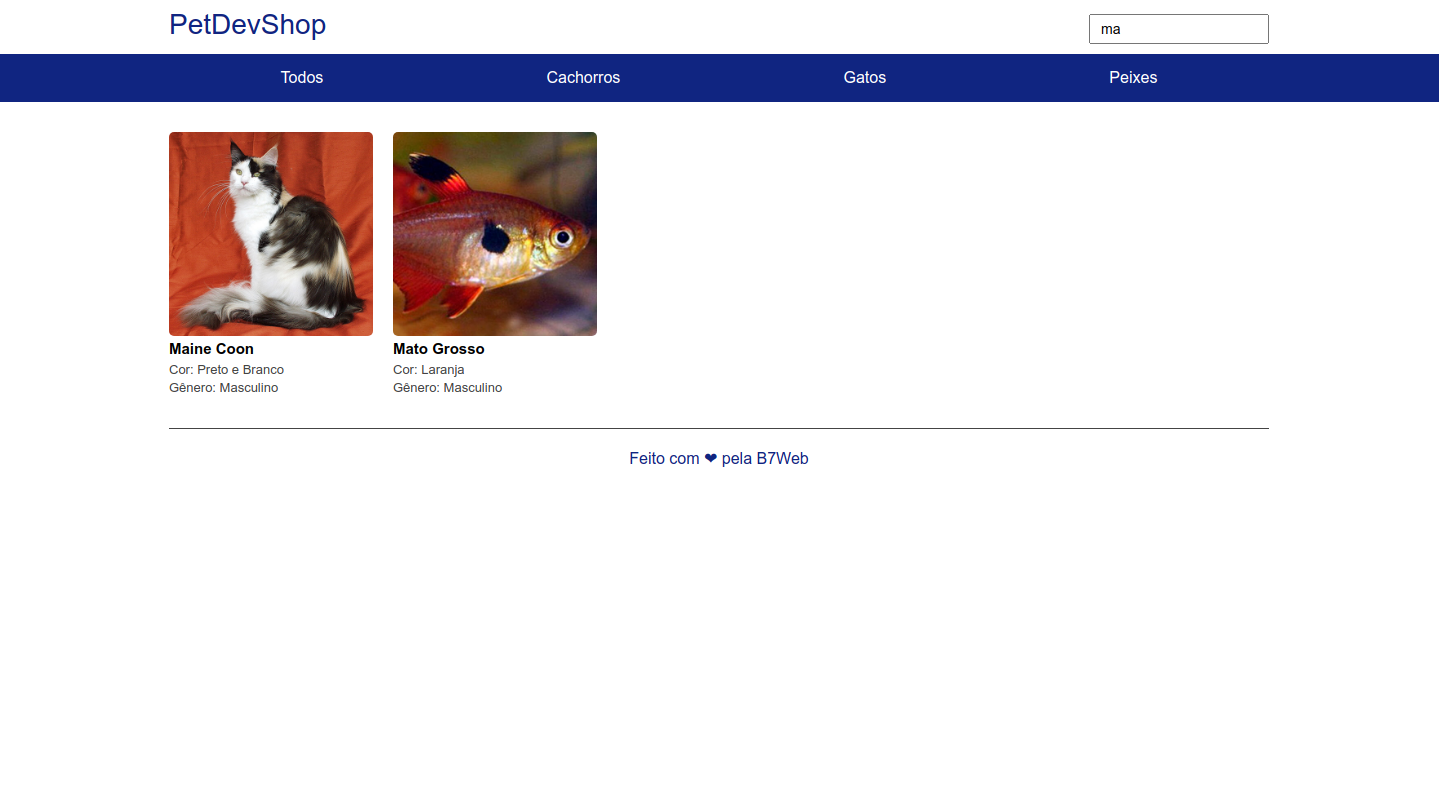 PetDevShop
ma
Todos Cachorros Gatos Peixes
Maine Coon
Cor: Preto e Branco
Gênero: Masculino
Mato Grosso
Cor: Laranja
Gênero: Masculino
Feito com ❤ pela B7Web